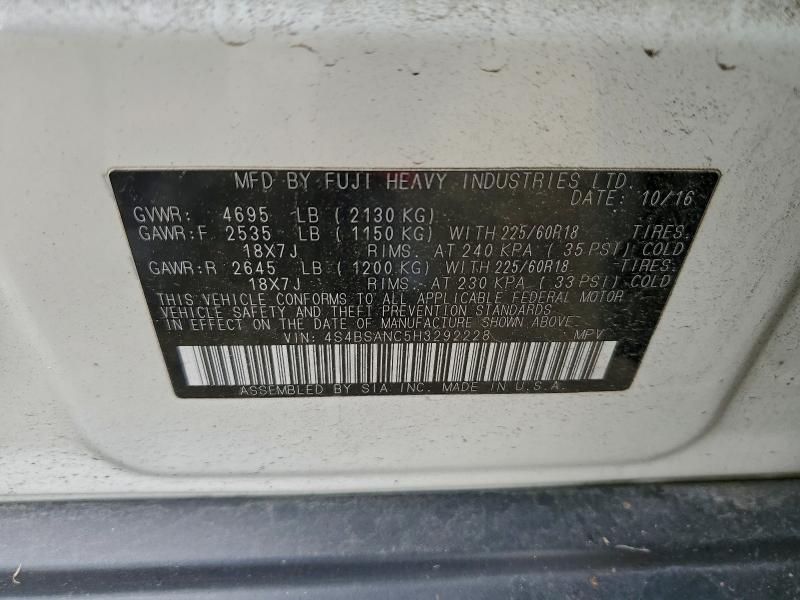 MFD BY FUJI HEAVY INDUSTRIES LTD.
DATE: 10/16
GVWR: 4695 LB (2130 KG)
GAWR:F 2535 LB (1150 KG) WITH 225/60R18 TIRES.
18X7J RIMS. AT 240 KPA (35 PSI) COLD
GAWR:R 2645 LB (1200 KG) WITH 225/60R18 TIRES.
18X7J RIMS. AT 230 KPA (33 PSI) COLD
THIS VEHICLE CONFORMS TO ALL APPLICABLE FEDERAL MOTOR
VEHICLE SAFETY AND THEFT PREVENTION STANDARDS
IN EFFECT ON THE DATE OF MANUFACTURE SHOWN ABOVE.
VIN: 4S4BSANC5H3292228 MPV
ASSEMBLED BY SIA INC. MADE IN U.S.A.